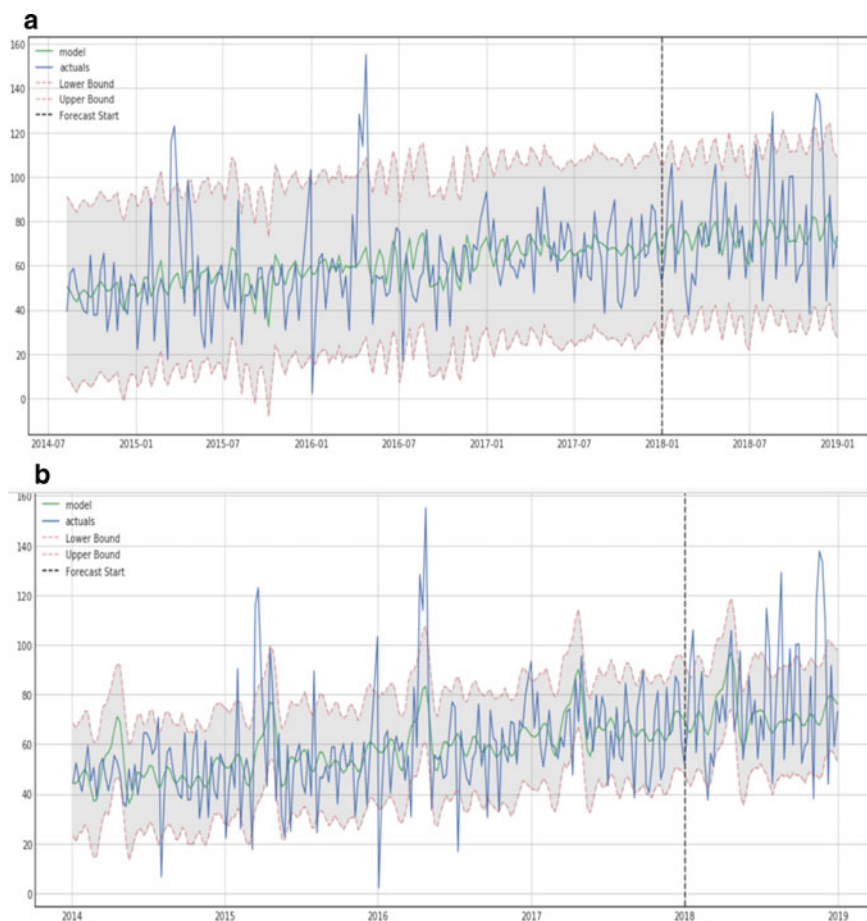 a
160
model
actuals
140
Lower Bound
Upper Bound
120
Forecast Start
100
80
60
40
20
0
2014-07 2015-01 2015-07 2016-01 2016-07 2017-01 2017-07 2018-01 2018-07 2019-01
b
160
model
actuals
140
Lower Bound
Upper Bound
120
Forecast Start
100
80
60
40
20
0
2014 2015 2016 2017 2018 2019